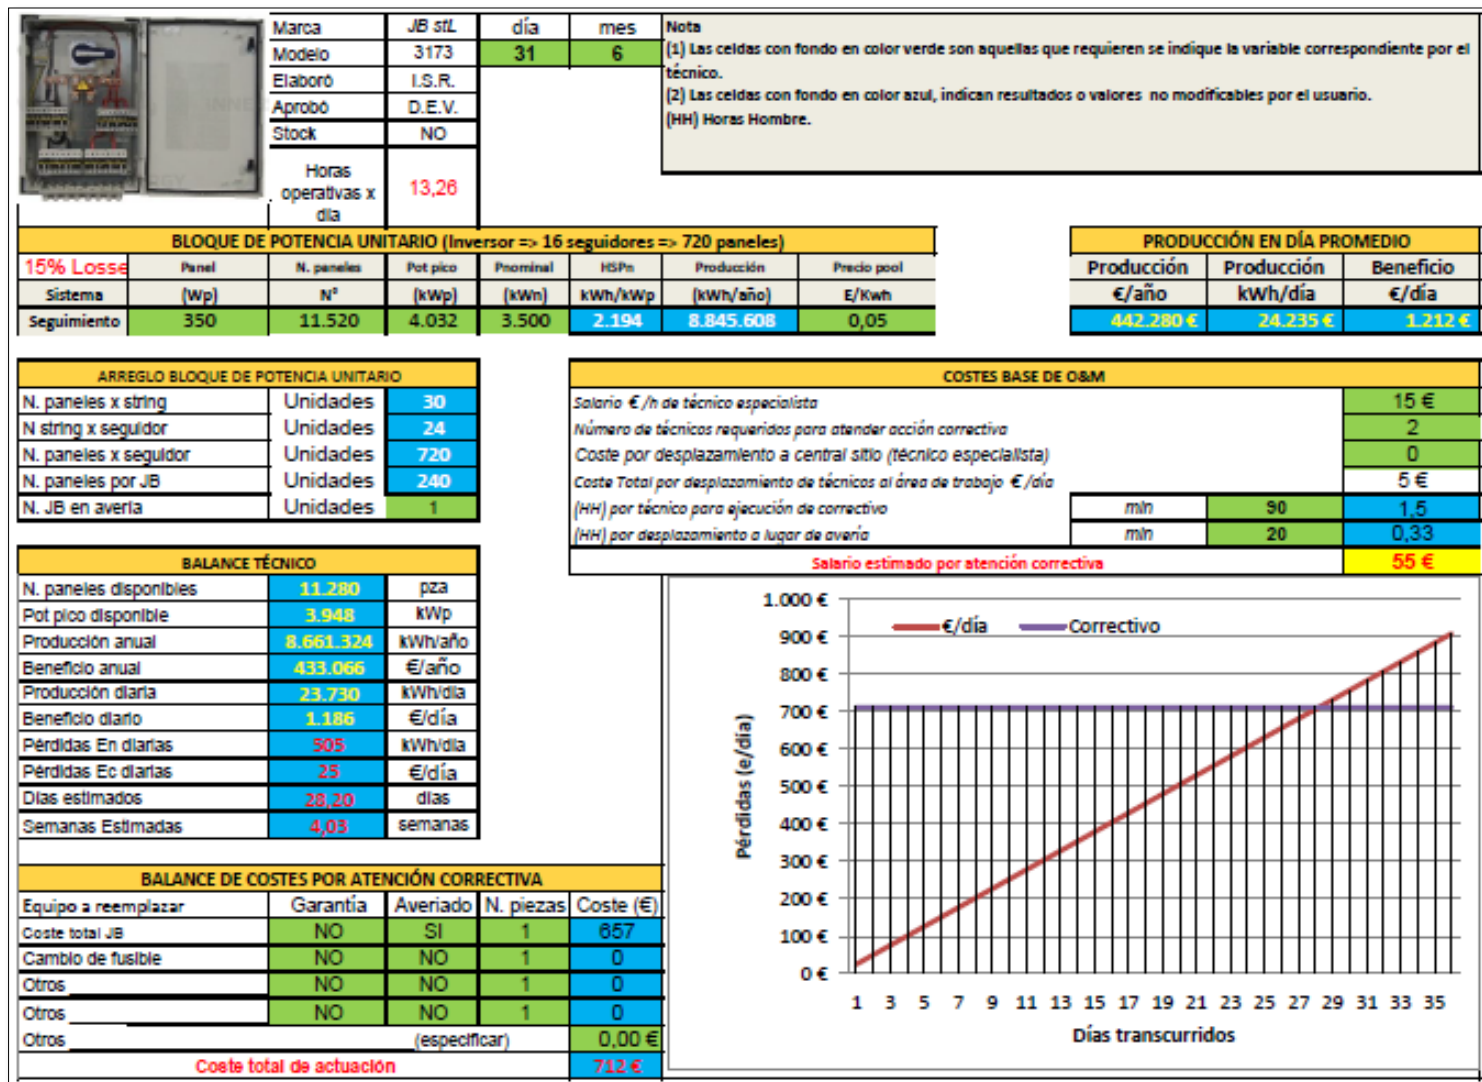 Marca JB stL día mes
Modelo 3173 31 6
Elaboró I.S.R.
Aprobó D.E.V.
Stock NO
Horas operativas x día 13,26
Nota
(1) Las celdas con fondo en color verde son aquellas que requieren se indique la variable correspondiente por el
técnico.
(2) Las celdas con fondo en color azul, indican resultados o valores no modificables por el usuario.
(HH) Horas Hombre.
BLOQUE DE POTENCIA UNITARIO (Inversor => 16 seguidores => 720 paneles)
15% Losse Panel N. paneles Pot pico Pnominal HSPn Producción Precio pool
Sistema (Wp) N° (kWp) (kWn) kWh/kWp (kWh/año) E/Kwh
Seguimiento 350 11.520 4.032 3.500 2.194 8.845.608 0,05
PRODUCCIÓN EN DÍA PROMEDIO
Producción Producción Beneficio
€/año kWh/día €/día
442.280 € 24.235 € 1.212 €
ARREGLO BLOQUE DE POTENCIA UNITARIO
N. paneles x string Unidades 30
N string x seguidor Unidades 24
N. paneles x seguidor Unidades 720
N. paneles por JB Unidades 240
N. JB en avería Unidades 1
COSTES BASE DE O&M
Salario €/h de técnico especialista 15 €
Número de técnicos requeridos para atender acción correctiva 2
Coste por desplazamiento a central sitio (técnico especialista) 0
Coste Total por desplazamiento de técnicos al área de trabajo €/día 5 €
(HH) por técnico para ejecución de correctivo min 90 1,5
(HH) por desplazamiento a lugar de avería min 20 0,33
Salario estimado por atención correctiva 55 €
BALANCE TÉCNICO
N. paneles disponibles 11.280 pza
Pot pico disponible 3.948 kWp
Producción anual 8.661.324 kWh/año
Beneficio anual 433.066 €/año
Producción diaria 23.730 kWh/día
Beneficio diario 1.186 €/día
Pérdidas En diarias 505 kWh/día
Pérdidas Ec diarias 25 €/día
Días estimados 28,20 días
Semanas Estimadas 4,03 semanas
BALANCE DE COSTES POR ATENCIÓN CORRECTIVA
Equipo a reemplazar Garantía Averiado N. piezas Coste (€)
Coste total JB NO SI 1 657
Cambio de fusible NO NO 1 0
Otros NO NO 1 0
Otros NO NO 1 0
Otros (especificar) 0,00 €
Coste total de actuación 712 €
€/día Correctivo
1.000 €
900 €
800 €
700 €
600 €
500 €
400 €
300 €
200 €
100 €
0 €
Pérdidas (e/día)
1 3 5 7 9 11 13 15 17 19 21 23 25 27 29 31 33 35
Días transcurridos